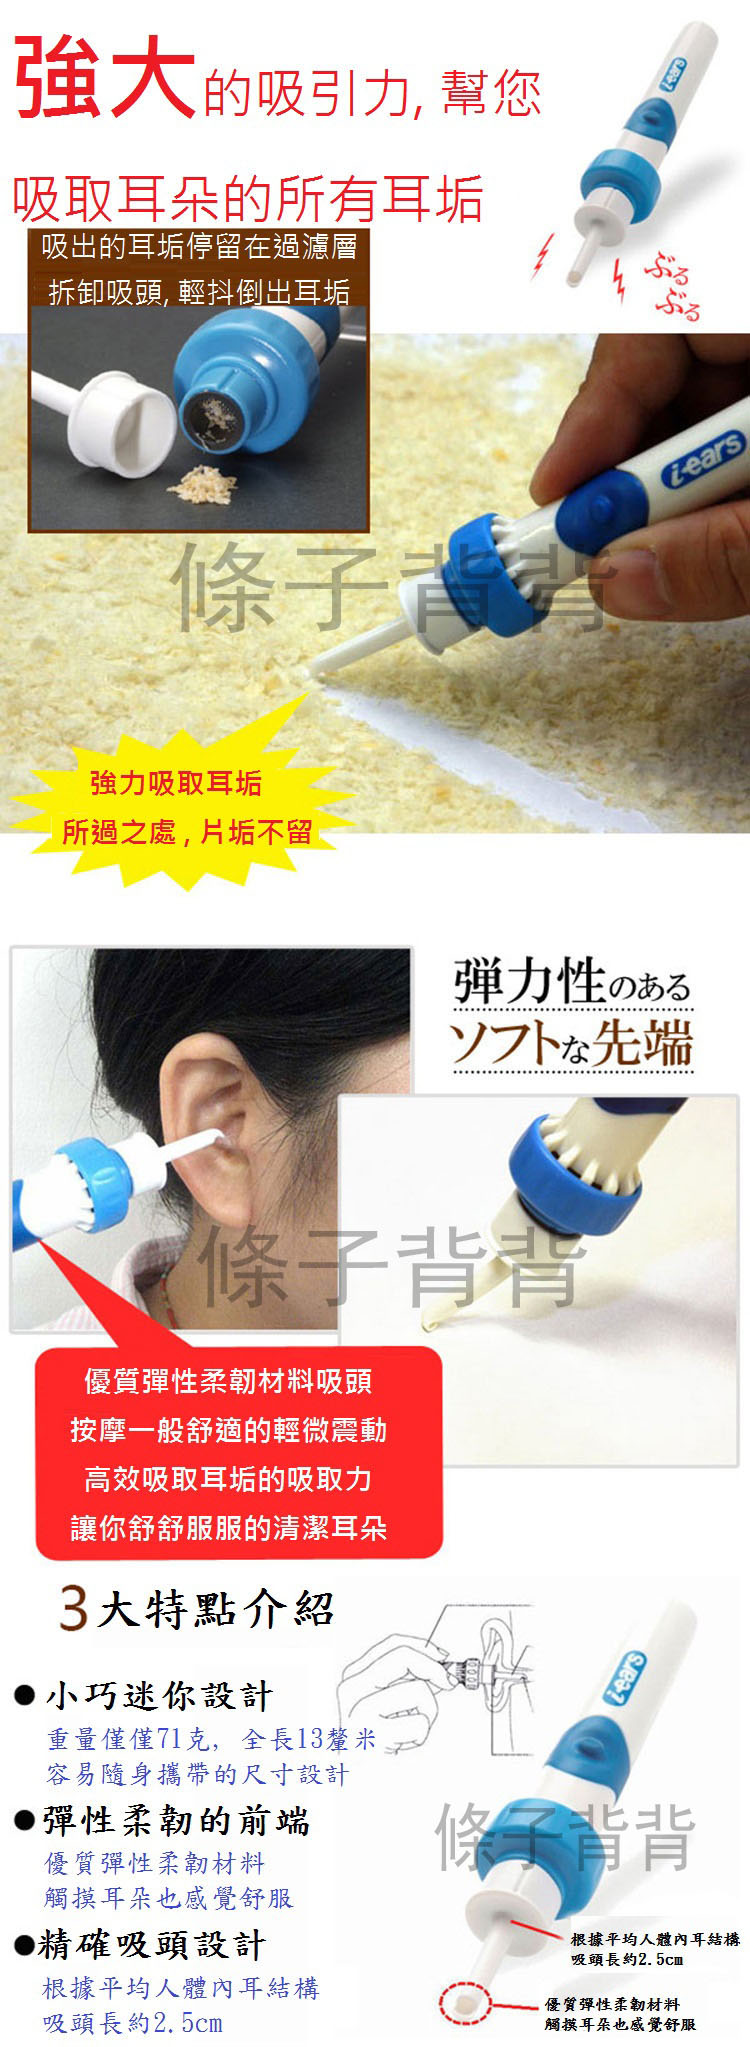 強大的吸引力, 幫您
吸取耳朵的所有耳垢
i-ears
ぶる
ぶる
吸出的耳垢停留在過濾層
拆卸吸頭, 輕抖倒出耳垢
i-ears
條子背背
強力吸取耳垢
所過之處 , 片垢不留
弾力性のある
ソフトな先端
條子背背
優質彈性柔韌材料吸頭
按摩一般舒適的輕微震動
高效吸取耳垢的吸取力
讓你舒舒服服的清潔耳朵
3大特點介紹
i-ears
●小巧迷你設計
重量僅僅71克, 全長13釐米
容易隨身攜帶的尺寸設計
●彈性柔韌的前端
優質彈性柔韌材料
觸摸耳朵也感覺舒服
條子背背
●精確吸頭設計
根據平均人體內耳結構
吸頭長約2.5cm
根據平均人體內耳結構
吸頭長約2.5cm
優質彈性柔韌材料
觸摸耳朵也感覺舒服